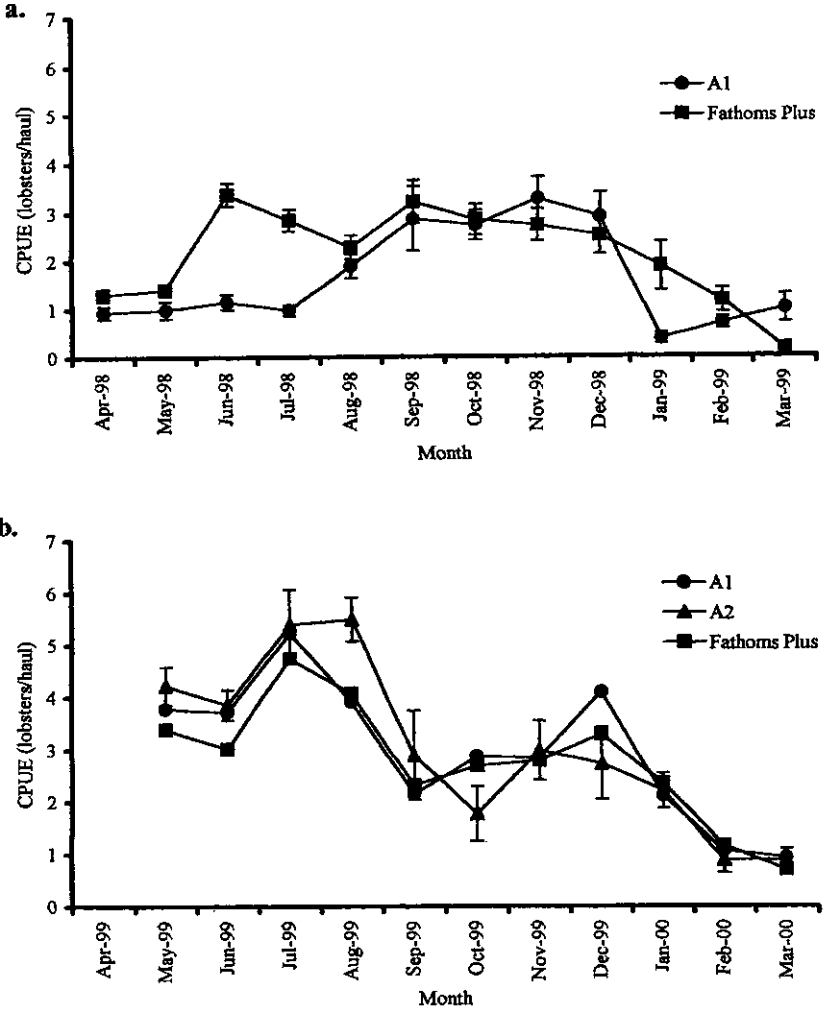 a.
7
6
5
4
3
2
1
0
CPUE (lobsters/haul)
A1
Fathoms Plus
Apr-98
May-98
Jun-98
Jul-98
Aug-98
Sep-98
Oct-98
Nov-98
Dec-98
Jan-99
Feb-99
Mar-99
Month
b.
7
6
5
4
3
2
1
0
CPUE (lobsters/haul)
A1
A2
Fathoms Plus
Apr-99
May-99
Jun-99
Jul-99
Aug-99
Sep-99
Oct-99
Nov-99
Dec-99
Jan-00
Feb-00
Mar-00
Month